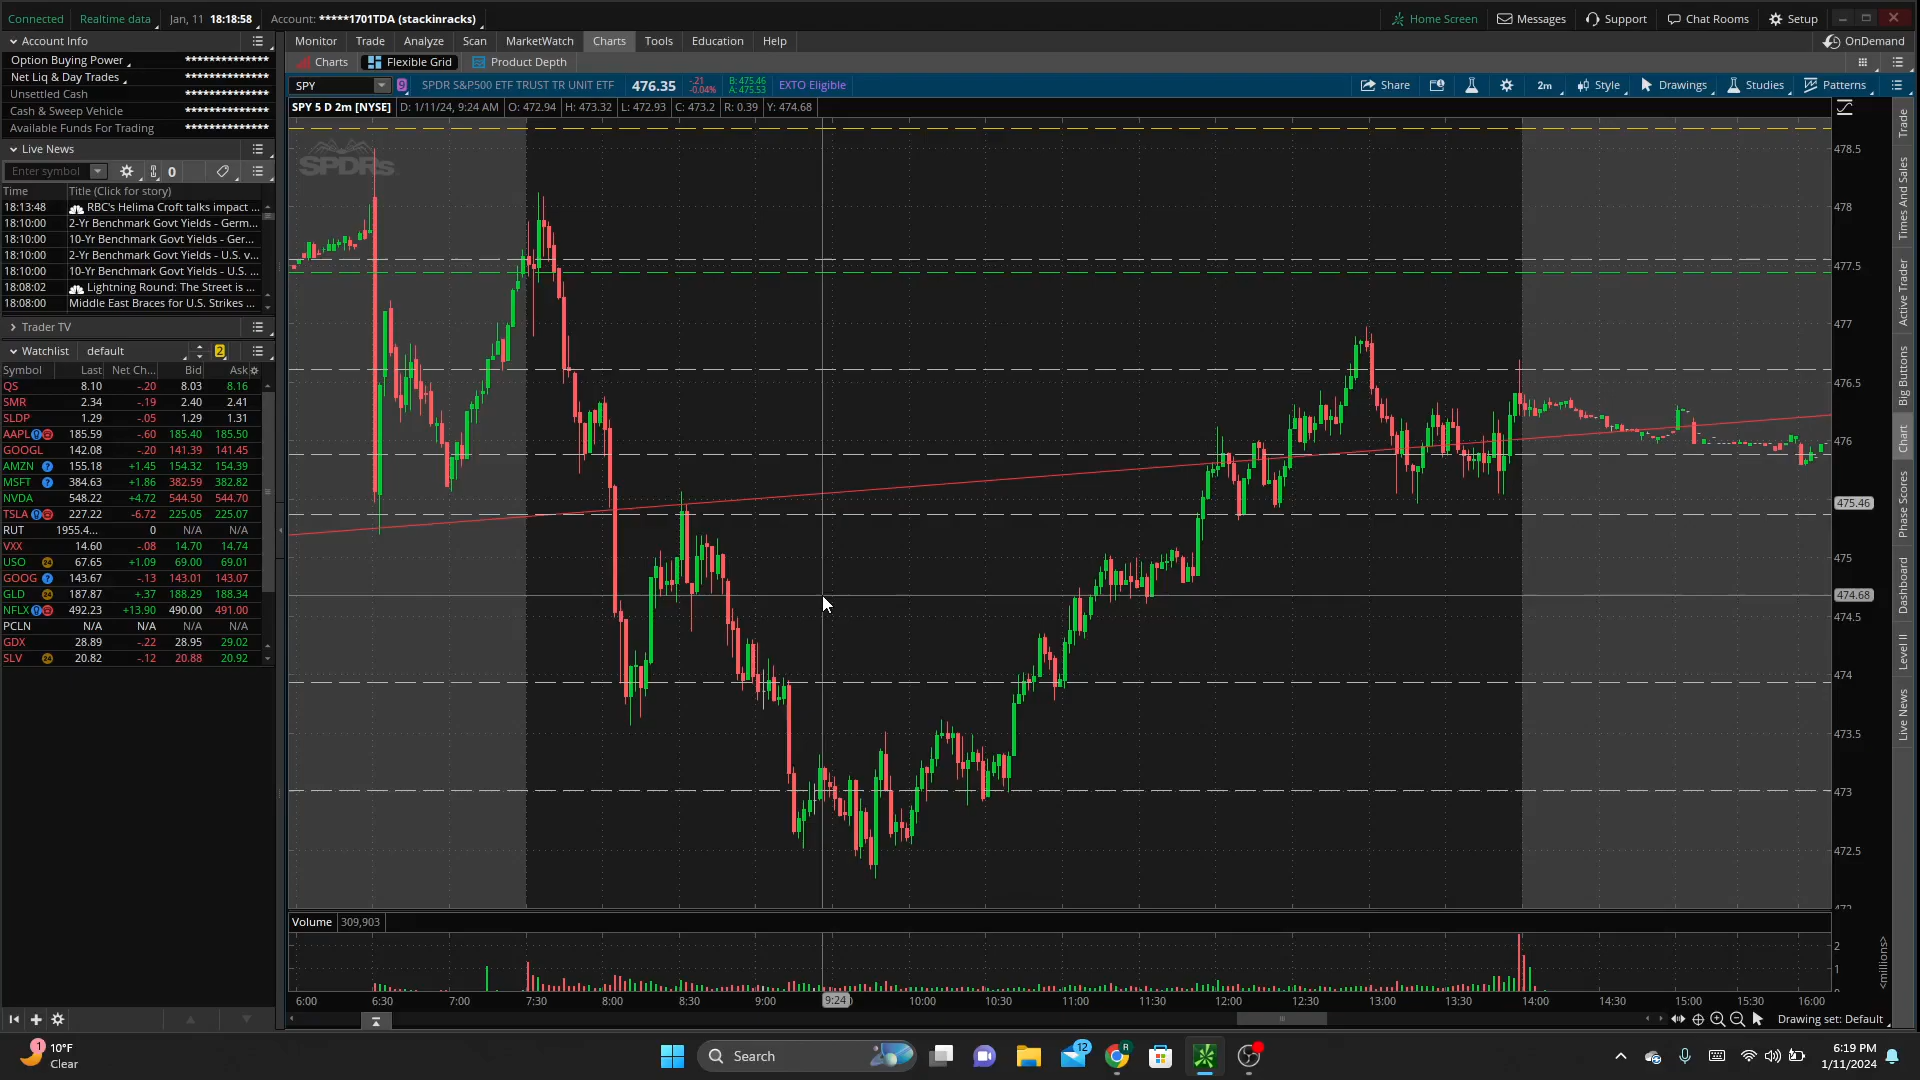 Connected Realtime data Jan, 11 18:18:58 Account: *****1701TDA (stackinracks) Home Screen Messages Support Chat Rooms Setup
Account Info Monitor Trade Analyze Scan MarketWatch Charts Tools Education Help OnDemand
Option Buying Power **************
Charts Flexible Grid Product Depth
Net Liq & Day Trades **************
Unsettled Cash **************
Cash & Sweep Vehicle
Available Funds For Trading **************
SPY 9 SPDR S&P500 ETF TRUST TR UNIT ETF 476.35 -.21 -0.04% B: 475.46 A: 475.53 EXTO Eligible Share 2m Style Drawings Studies Patterns
SPY 5 D 2m [NYSE] D: 1/11/24, 9:24 AM O: 472.94 H: 473.32 L: 472.93 C: 473.2 R: 0.39 Y: 474.68
Live News
Enter symbol 0
Time Title (Click for story)
18:13:48 RBC's Helima Croft talks impact ...
18:10:00 2-Yr Benchmark Govt Yields - Germ...
18:10:00 10-Yr Benchmark Govt Yields - Ger...
18:10:00 2-Yr Benchmark Govt Yields - U.S. v...
18:10:00 10-Yr Benchmark Govt Yields - U.S. ...
18:08:02 Lightning Round: The Street is ...
18:08:00 Middle East Braces for U.S. Strikes ...
Trader TV
Watchlist default 2
Symbol Last Net Ch... Bid Ask
QS 8.10 -.20 8.03 8.16
SMR 2.34 -.19 2.40 2.41
SLDP 1.29 -.05 1.29 1.31
AAPL 185.59 -.60 185.40 185.50
GOOGL 142.08 -.20 141.39 141.45
AMZN 155.18 +1.45 154.32 154.39
MSFT 384.63 +1.86 382.59 382.82
NVDA 548.22 +4.72 544.50 544.70
TSLA 227.22 -6.72 225.05 225.07
RUT 1955.4... 0 N/A N/A
VXX 14.60 -.08 14.70 14.74
USO 67.65 +1.09 69.00 69.01
GOOG 143.67 -.13 143.01 143.07
GLD 187.87 +.37 188.29 188.34
NFLX 492.23 +13.90 490.00 491.00
PCLN N/A N/A N/A N/A
GDX 28.89 -.22 28.95 29.02
SLV 20.82 -.12 20.88 20.92
SPDRs
478.5
478
477.5
477
476.5
476
475.46
475
474.68
474.5
474
473.5
473
472.5
472
Trade
Times And Sales
Active Trader
Big Buttons
Chart
Phase Scores
Dashboard
Level II
Live News
Volume 309,903
2
1
0
<millions>
6:00 6:30 7:00 7:30 8:00 8:30 9:00 9:24 10:00 10:30 11:00 11:30 12:00 12:30 13:00 13:30 14:00 14:30 15:00 15:30 16:00
Drawing set: Default
1 10°F
Clear
Search
12
R
6:19 PM
1/11/2024